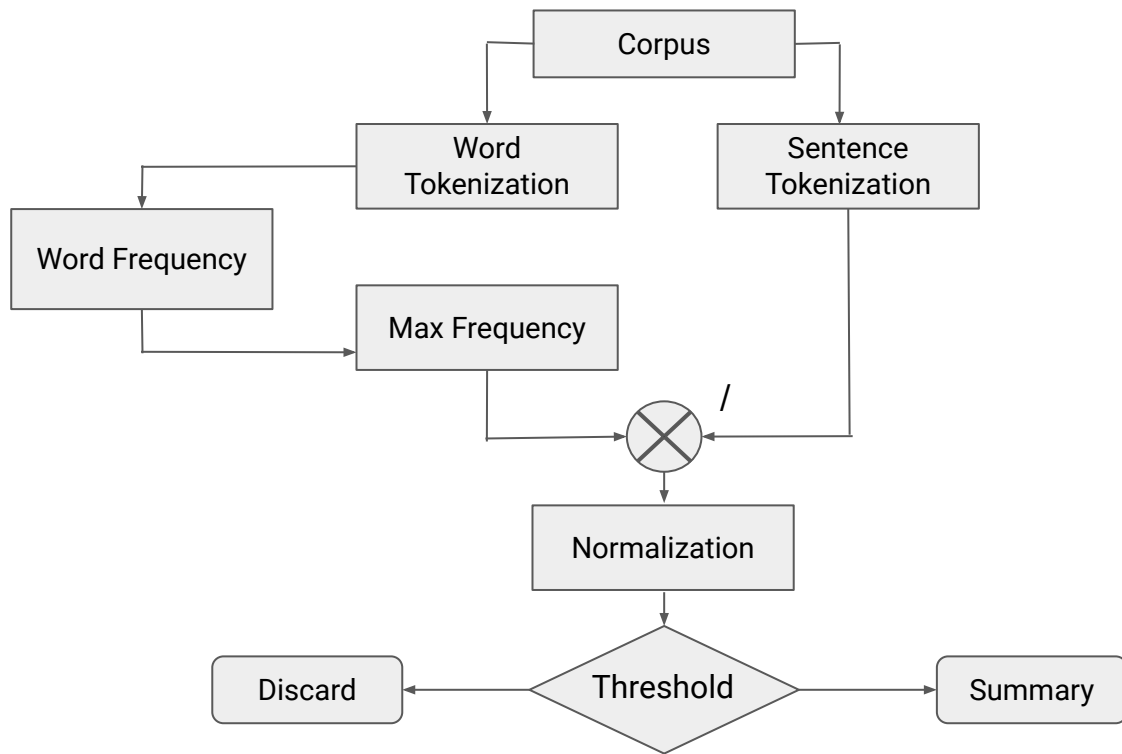 Corpus
Word
Tokenization
Sentence
Tokenization
Word Frequency
Max Frequency
/
Normalization
Threshold
Discard
Summary